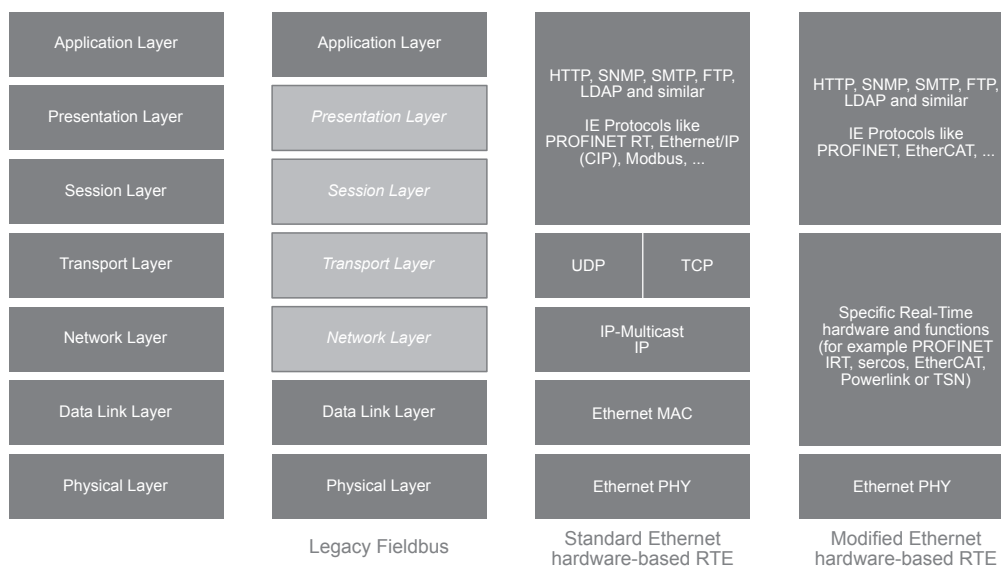 Application Layer
Presentation Layer
Session Layer
Transport Layer
Network Layer
Data Link Layer
Physical Layer
Application Layer
Presentation Layer
Session Layer
Transport Layer
Network Layer
Data Link Layer
Physical Layer
Legacy Fieldbus
HTTP, SNMP, SMTP, FTP,
LDAP and similar
IE Protocols like
PROFINET RT, Ethernet/IP
(CIP), Modbus, ...
UDP
TCP
IP-Multicast
IP
Ethernet MAC
Ethernet PHY
Standard Ethernet
hardware-based RTE
HTTP, SNMP, SMTP, FTP,
LDAP and similar
IE Protocols like
PROFINET, EtherCAT, ...
Specific Real-Time
hardware and functions
(for example PROFINET
IRT, sercos, EtherCAT,
Powerlink or TSN)
Ethernet PHY
Modified Ethernet
hardware-based RTE